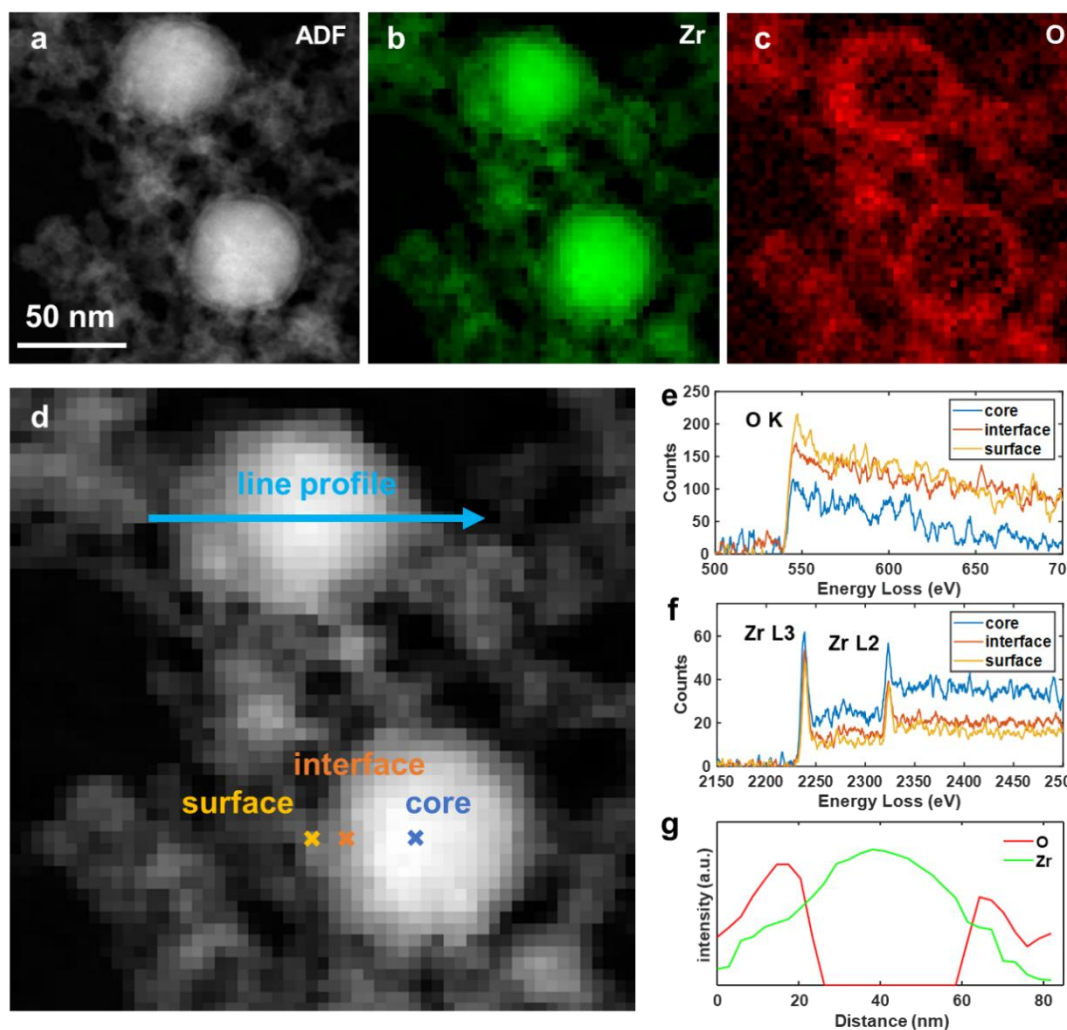 a
ADF
50 nm
b
Zr
c
O
d
line profile
interface
surface
core
e
250
200
150
100
50
0
O K
core
interface
surface
Counts
500
550
600
650
70
Energy Loss (eV)
f
60
40
20
0
Zr L3
Zr L2
core
interface
surface
Counts
2150
2200
2250
2300
2350
2400
2450
250
Energy Loss (eV)
g
O
Zr
intensity (a.u.)
0
20
40
60
80
Distance (nm)